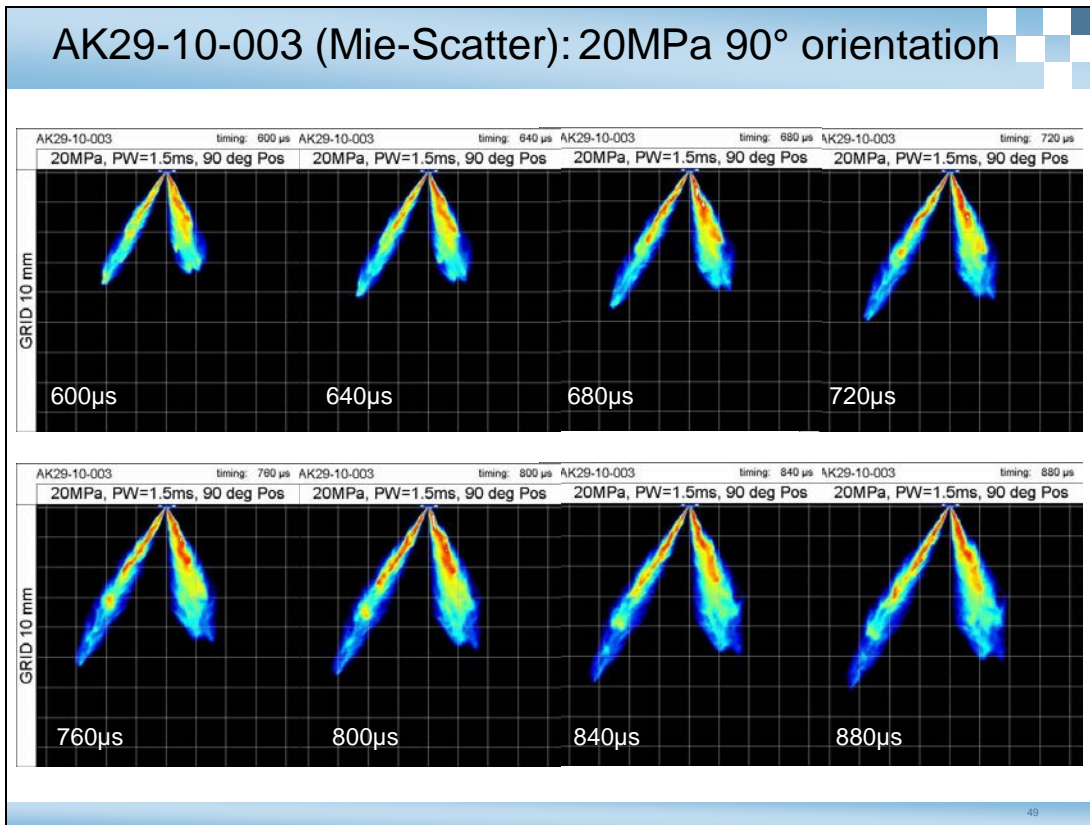 AK29-10-003 (Mie-Scatter): 20MPa 90° orientation
AK29-10-003 timing: 600 µs AK29-10-003 timing: 640 µs AK29-10-003 timing: 680 µs AK29-10-003 timing: 720 µs
20MPa, PW=1.5ms, 90 deg Pos 20MPa, PW=1.5ms, 90 deg Pos 20MPa, PW=1.5ms, 90 deg Pos 20MPa, PW=1.5ms, 90 deg Pos
GRID 10 mm
600µs 640µs 680µs 720µs
AK29-10-003 timing: 760 µs AK29-10-003 timing: 800 µs AK29-10-003 timing: 840 µs AK29-10-003 timing: 880 µs
20MPa, PW=1.5ms, 90 deg Pos 20MPa, PW=1.5ms, 90 deg Pos 20MPa, PW=1.5ms, 90 deg Pos 20MPa, PW=1.5ms, 90 deg Pos
GRID 10 mm
760µs 800µs 840µs 880µs
49